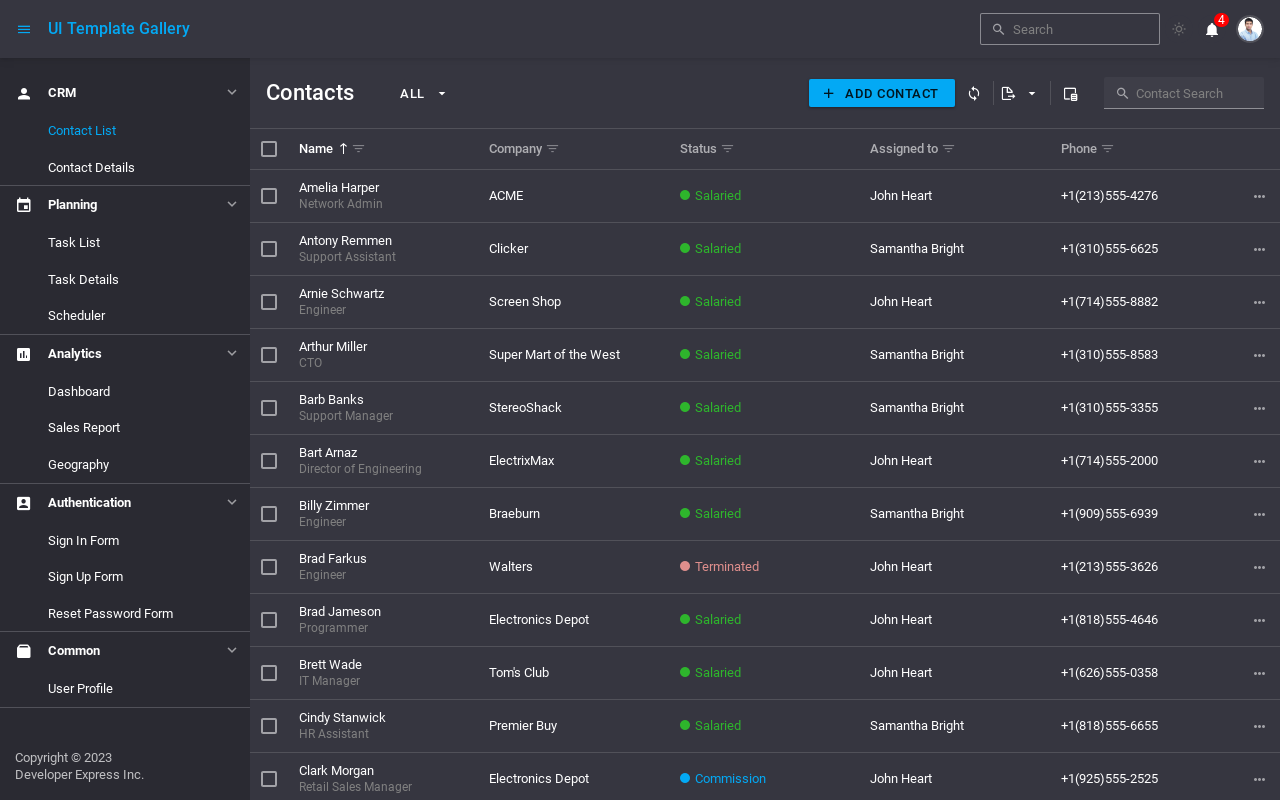 UI Template Gallery
Search
4
CRM
Contact List
Contact Details
Planning
Task List
Task Details
Scheduler
Analytics
Dashboard
Sales Report
Geography
Authentication
Sign In Form
Sign Up Form
Reset Password Form
Common
User Profile
Copyright © 2023
Developer Express Inc.
Contacts ALL ADD CONTACT Contact Search
Name Company Status Assigned to Phone
Amelia Harper
Network Admin
ACME Salaried John Heart +1(213)555-4276
Antony Remmen
Support Assistant
Clicker Salaried Samantha Bright +1(310)555-6625
Arnie Schwartz
Engineer
Screen Shop Salaried John Heart +1(714)555-8882
Arthur Miller
CTO
Super Mart of the West Salaried Samantha Bright +1(310)555-8583
Barb Banks
Support Manager
StereoShack Salaried Samantha Bright +1(310)555-3355
Bart Arnaz
Director of Engineering
ElectrixMax Salaried John Heart +1(714)555-2000
Billy Zimmer
Engineer
Braeburn Salaried Samantha Bright +1(909)555-6939
Brad Farkus
Engineer
Walters Terminated John Heart +1(213)555-3626
Brad Jameson
Programmer
Electronics Depot Salaried John Heart +1(818)555-4646
Brett Wade
IT Manager
Tom's Club Salaried John Heart +1(626)555-0358
Cindy Stanwick
HR Assistant
Premier Buy Salaried Samantha Bright +1(818)555-6655
Clark Morgan
Retail Sales Manager
Electronics Depot Commission John Heart +1(925)555-2525